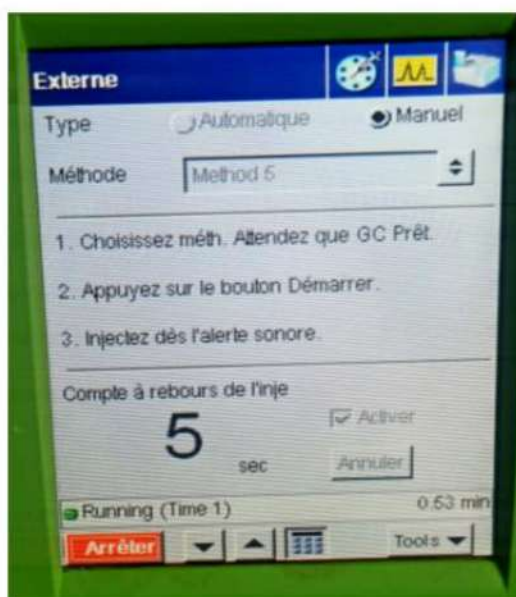 Externe
Type Automatique Manuel
Méthode Method 5
1. Choisissez méth. Attendez que GC Prêt.
2. Appuyez sur le bouton Démarrer.
3. Injectez dès l'alerte sonore.
Compte à rebours de l'inje
5 sec
Activer
Annuler
Running (Time 1) 0.53 min
Arrêter Tools